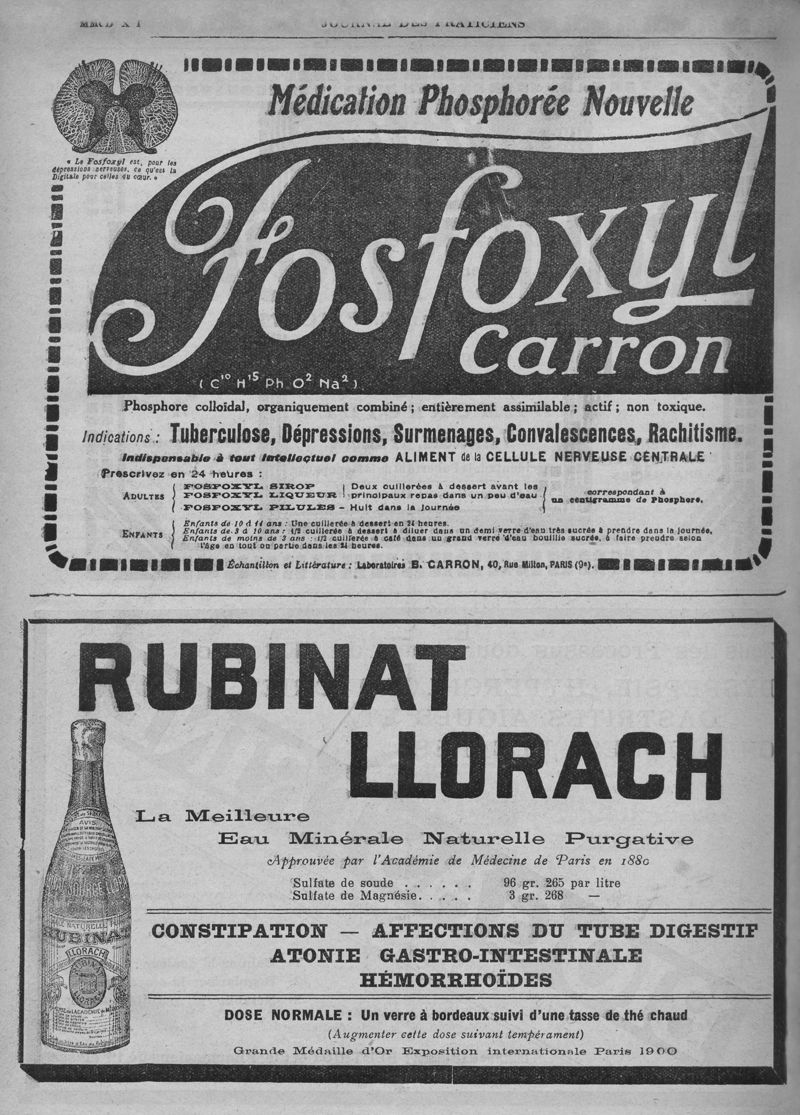 JOURNAL DES PRATICIENS
Médication Phosphorée Nouvelle
« Le Fosfoxyl est, pour les
dépressions nerveuses, ce qu'est la
Digitale pour celles du cœur. »
Fosfoxyl
Carron
(C¹⁰ H¹⁵ Ph O² Na²)
Phosphore colloïdal, organiquement combiné; entièrement assimilable; actif; non toxique.
Indications: Tuberculose, Dépressions, Surmenages, Convalescences, Rachitisme.
Indispensable à tout Intellectuel comme ALIMENT de la CELLULE NERVEUSE CENTRALE
Prescrivez en 24 heures :
ADULTES
FOSFOXYL SIROP
FOSFOXYL LIQUEUR
Deux cuillerées à dessert avant les
principaux repas dans un peu d'eau
FOSFOXYL PILULES – Huit dans la journée
correspondant à
un centigramme de Phosphore.
ENFANTS
Enfants de 10 à 14 ans : Une cuillerée à dessert en 24 heures.
Enfants de 3 à 10 ans : 1/2 cuillerée à dessert à diluer dans un demi verre d'eau très sucrée à prendre dans la journée.
Enfants de moins de 3 ans : 1/2 cuillerée à café dans un grand verre d'eau bouillie sucrée, à faire prendre selon
l'âge en tout ou partie dans les 24 heures.
Échantillon et Littérature : Laboratoires B. CARRON, 40, Rue Milton, PARIS (9e).
RUBINAT
LLORACH
La Meilleure
Eau Minérale Naturelle Purgative
Approuvée par l'Académie de Médecine de Paris en 1880
Sulfate de soude . . . . . . 96 gr. 265 par litre
Sulfate de Magnésie. . . . . 3 gr. 268 —
AVIS
NATURELLE
RUBINAT
LLORACH
RUBINAT
LLORACH
CONSTIPATION — AFFECTIONS DU TUBE DIGESTIF
ATONIE GASTRO-INTESTINALE
HÉMORRHOÏDES
DOSE NORMALE : Un verre à bordeaux suivi d'une tasse de thé chaud
(Augmenter cette dose suivant tempérament)
Grande Médaille d'Or Exposition internationale Paris 1900